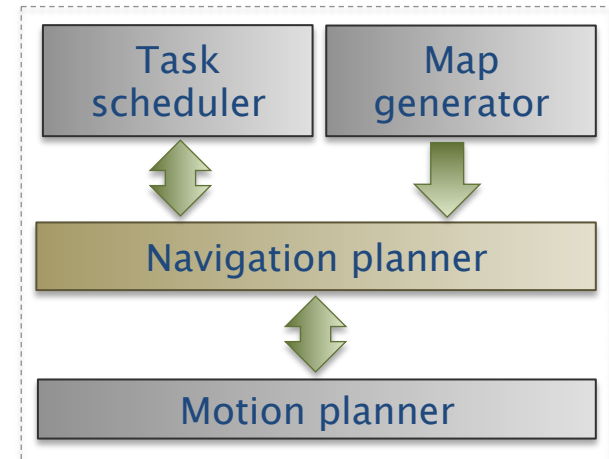 Task
scheduler
Map
generator
Navigation planner
Motion planner